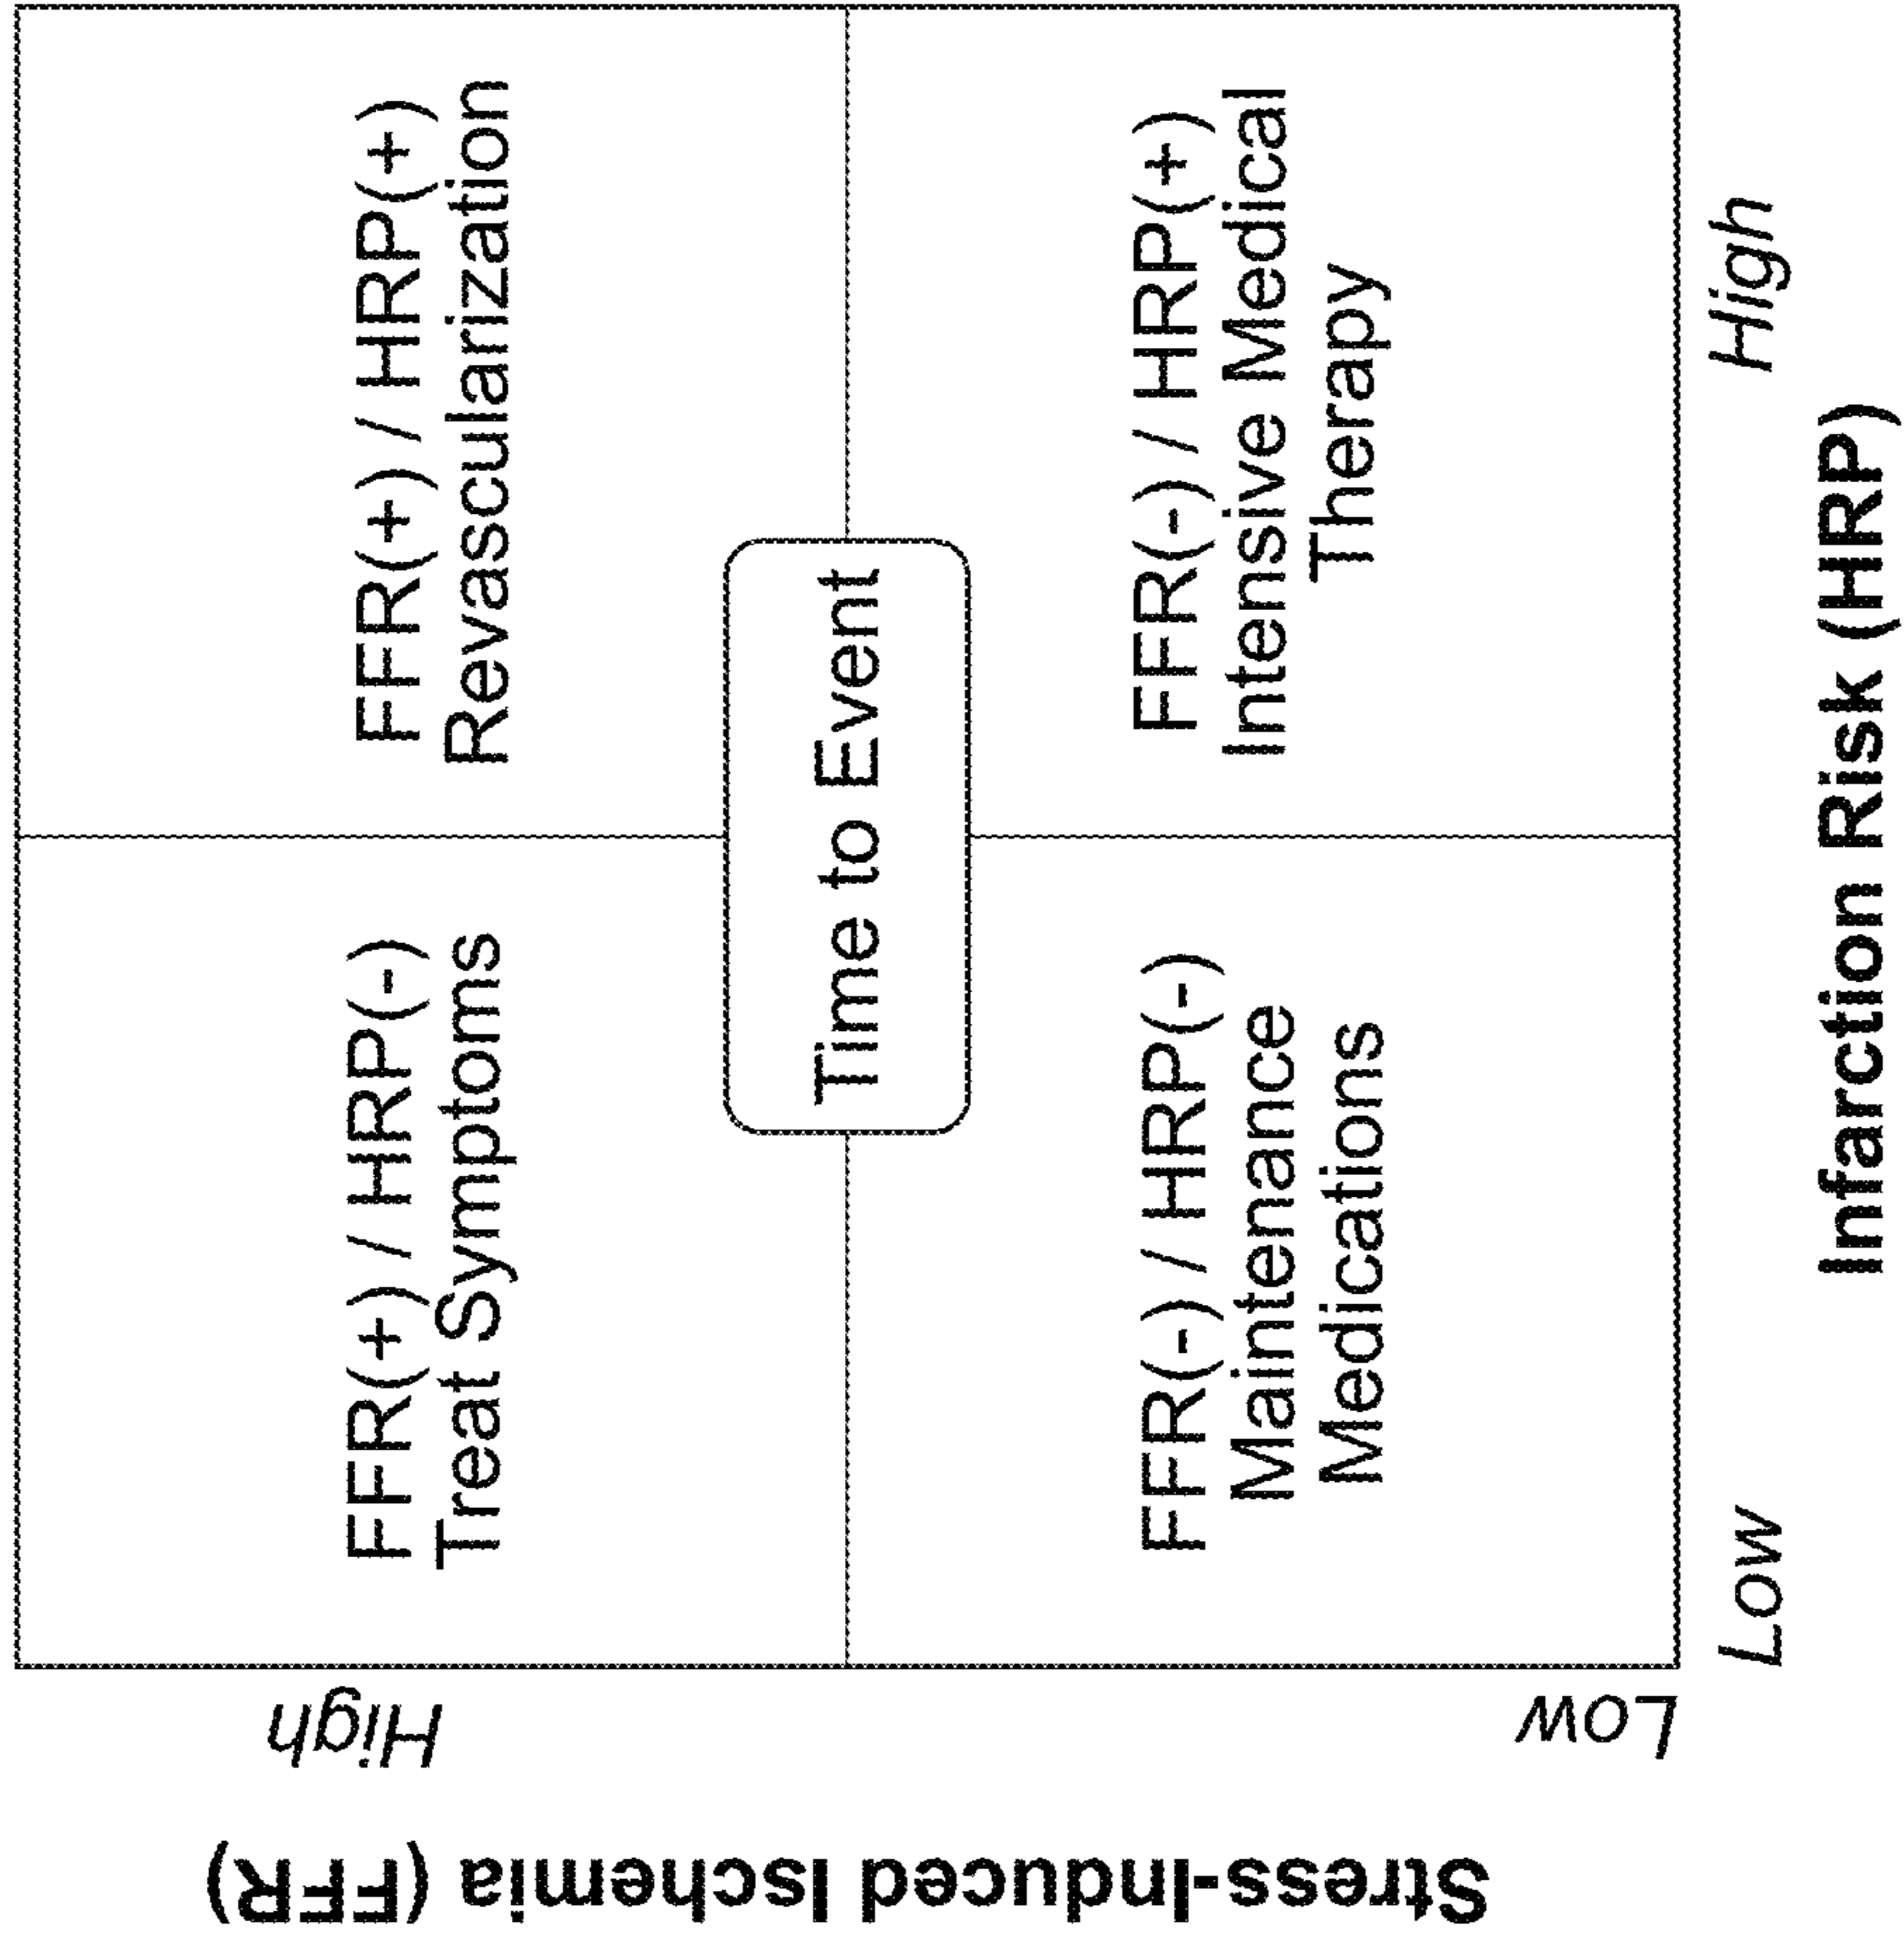 Stress-Induced Ischemia (FFR)
High
FFR(+) / HRP(-)
Treat Symptoms
FFR(+) / HRP(+)
Revascularization
Time to Event
Low
FFR(-) / HRP(-)
Maintenance
Medications
FFR(-) / HRP(+)
Intensive Medical
Therapy
Low
High
Infarction Risk (HRP)